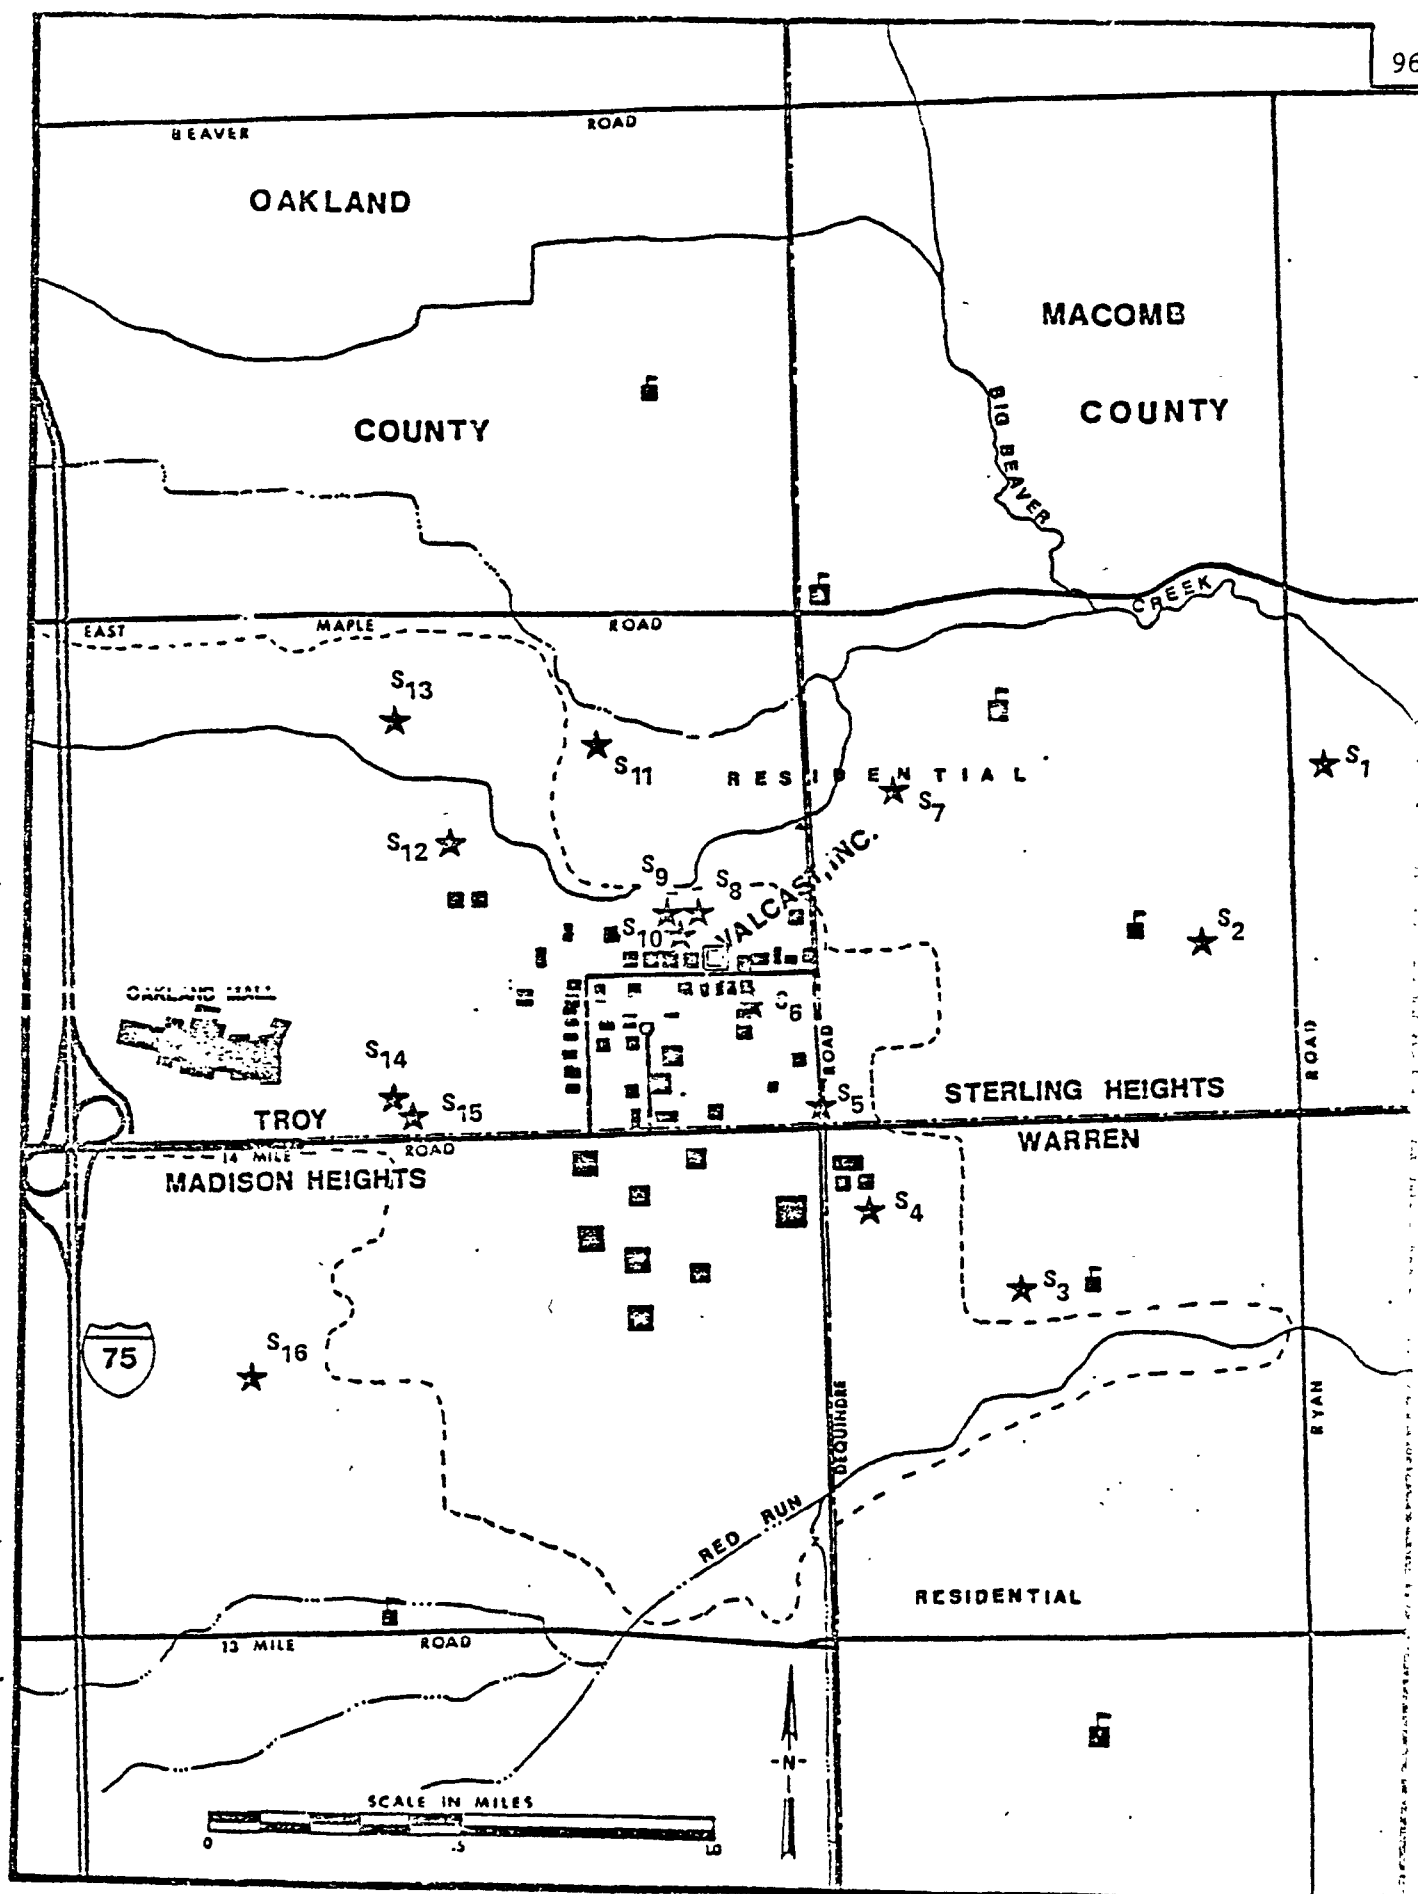 96
BEAVER ROAD
OAKLAND
MACOMB
COUNTY
COUNTY
BIG BEAVER
CREEK
EAST MAPLE ROAD
S13
S11
RESIDENTIAL
S1
S7
S12
S9 S8
VALCAST, INC.
S10
S2
OAKLAND MALL
6
ROAD
ROAD
S14
S15
S5
STERLING HEIGHTS
TROY
WARREN
14 MILE ROAD
MADISON HEIGHTS
S4
S3
75
S16
DEQUINDRE
RYAN
RED RUN
RESIDENTIAL
13 MILE ROAD
-N-
SCALE IN MILES
0 .5